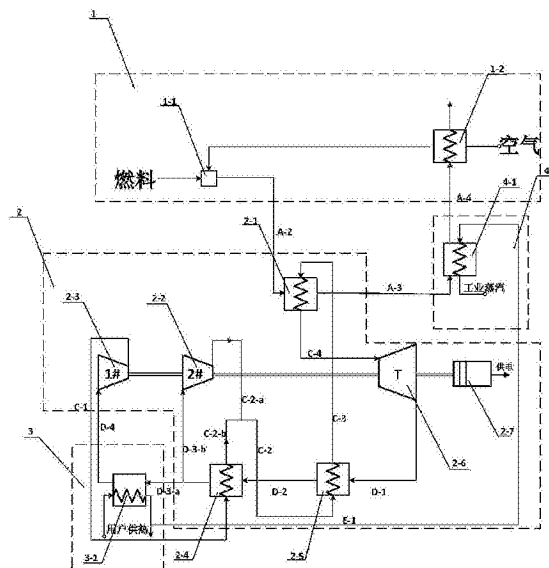 1
1-2
1-1
空气
燃料
4
4-1
A-4
2
A-2
2-1
A-3
工业蒸汽
2-3
2-2
C-4
1#
2#
T
供电
C-2-a
C-1
D-4
C-3
2-7
3
C-2-b
C-2
D-3-b
2-6
D-3-a
D-2
D-1
E-1
用户供热
3-1
2-4
2-5